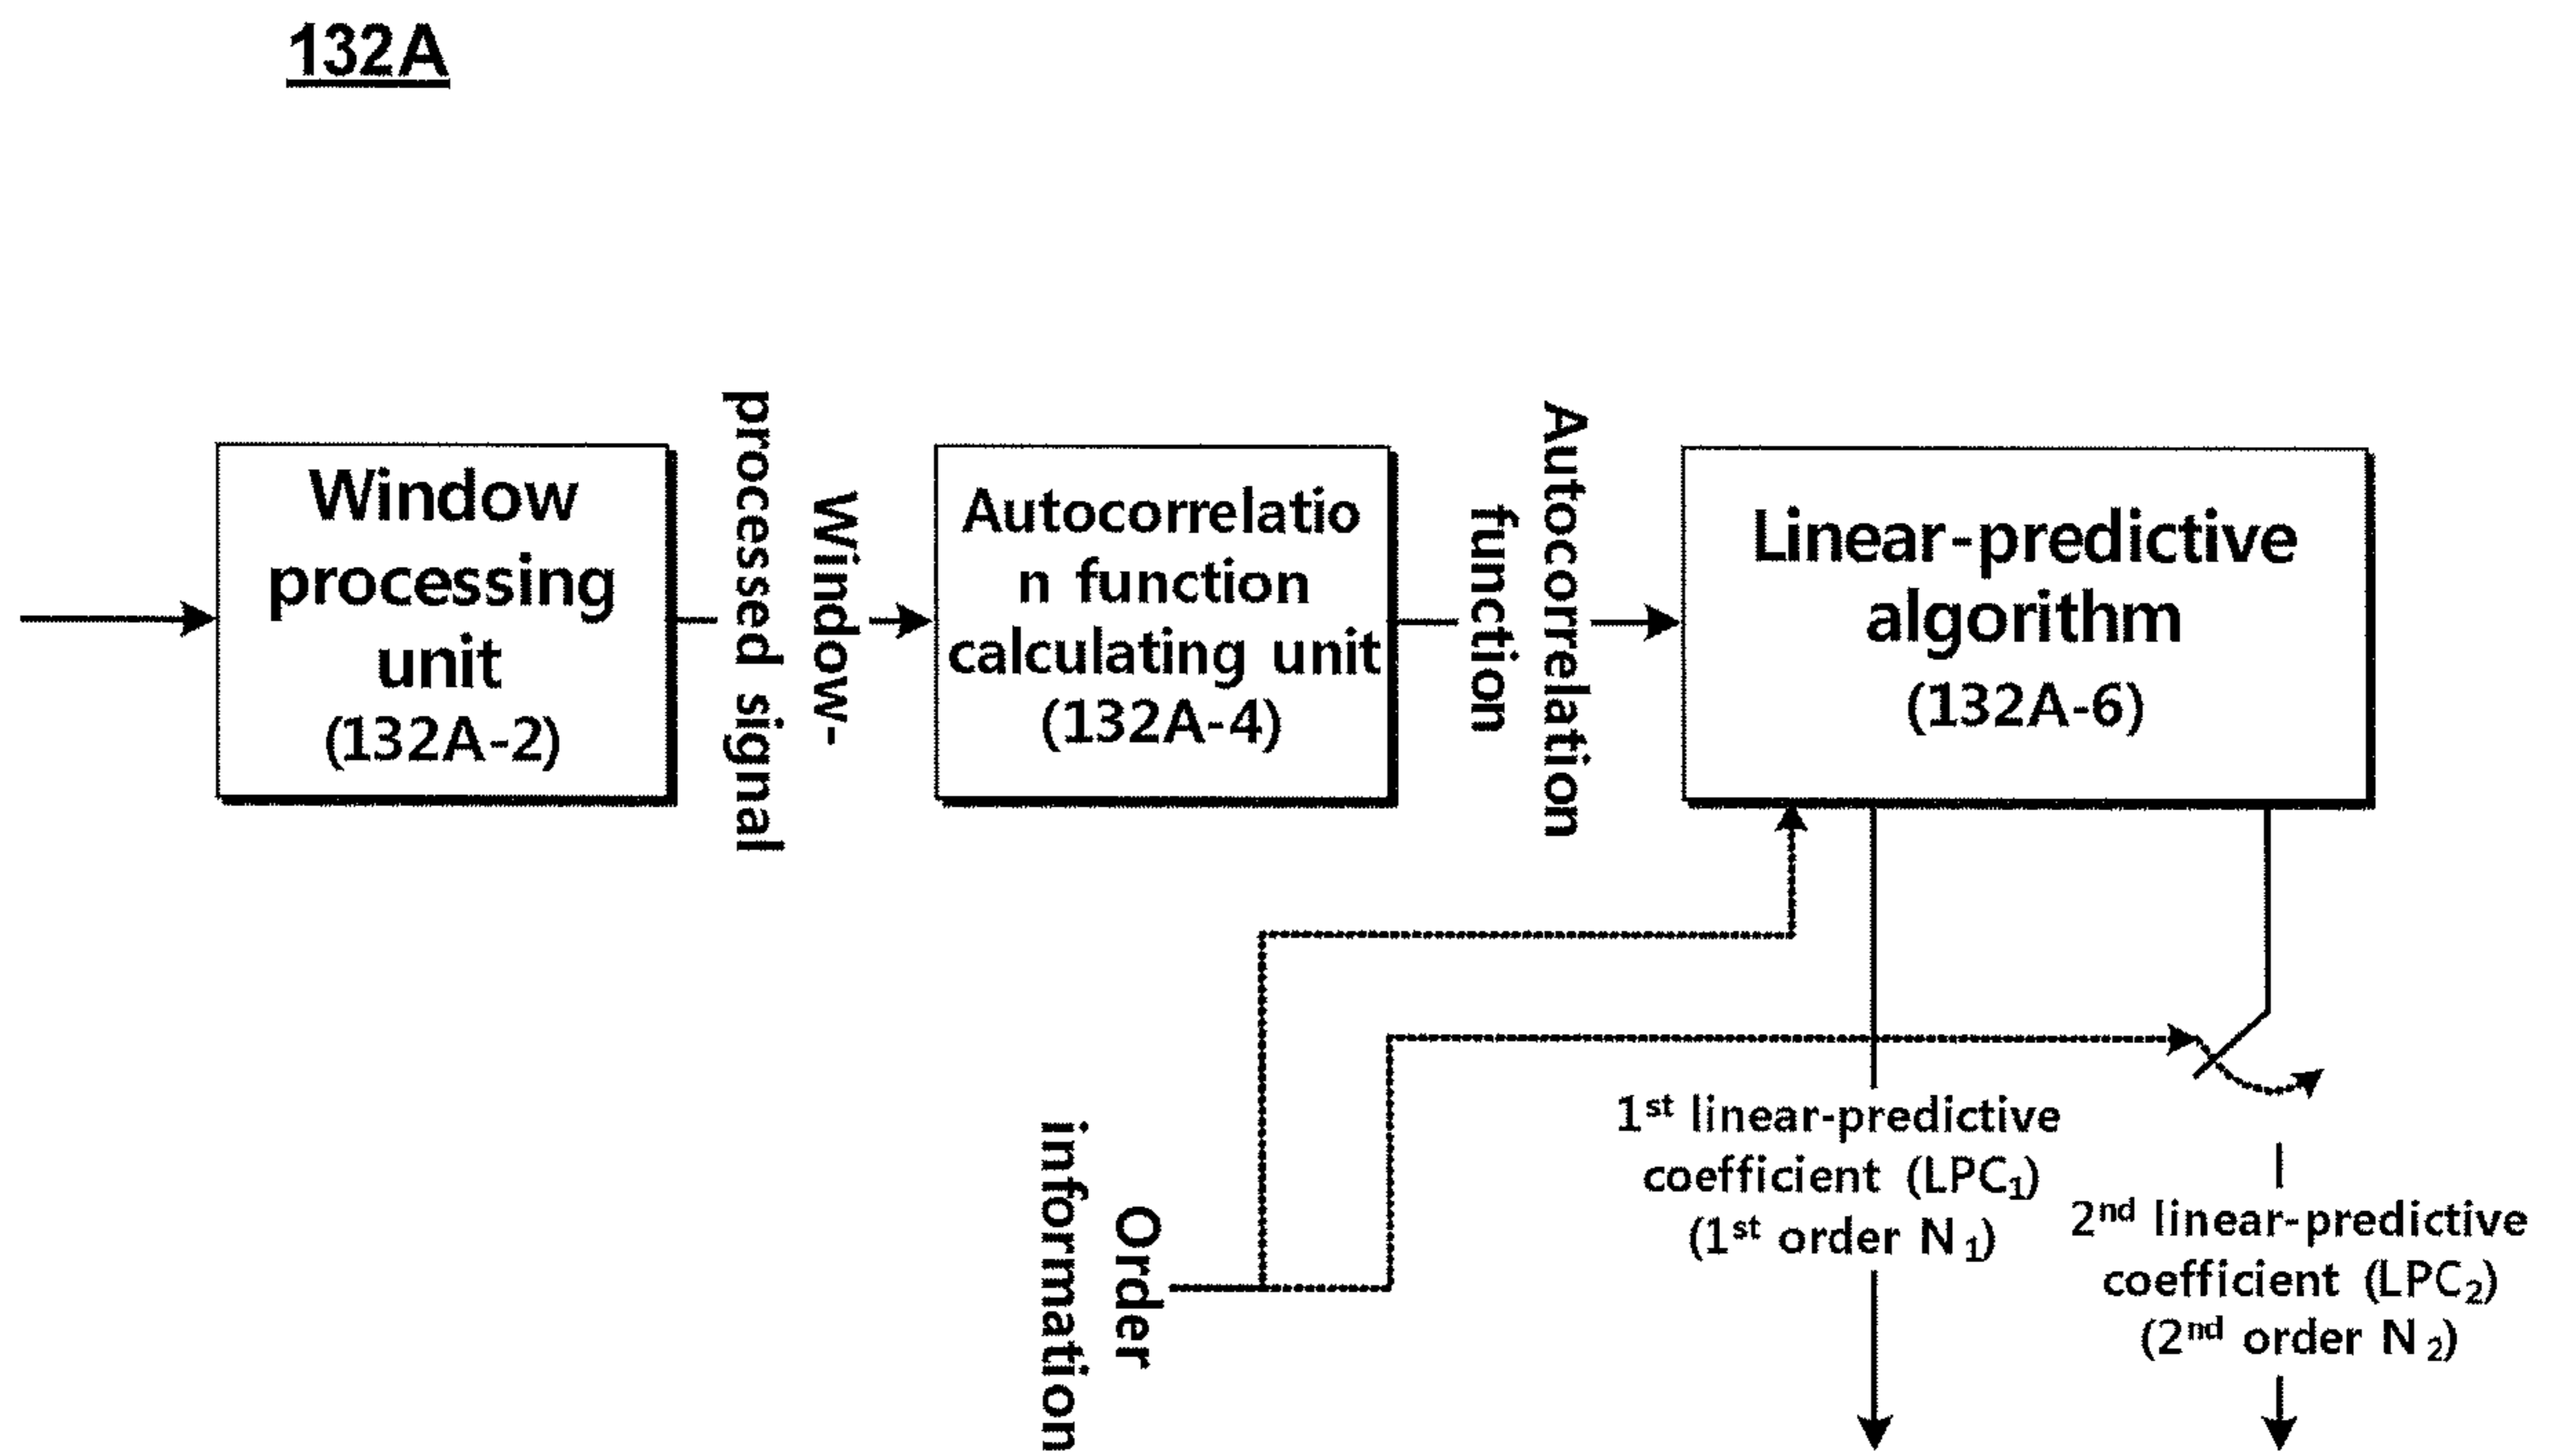 132A
Window
processing
unit
(132A-2)
Window-
processed signal
Autocorrelatio
n function
calculating unit
(132A-4)
Autocorrelation
function
Linear-predictive
algorithm
(132A-6)
Order
information
1st linear-predictive
coefficient (LPC1)
(1st order N1)
2nd linear-predictive
coefficient (LPC2)
(2nd order N2)